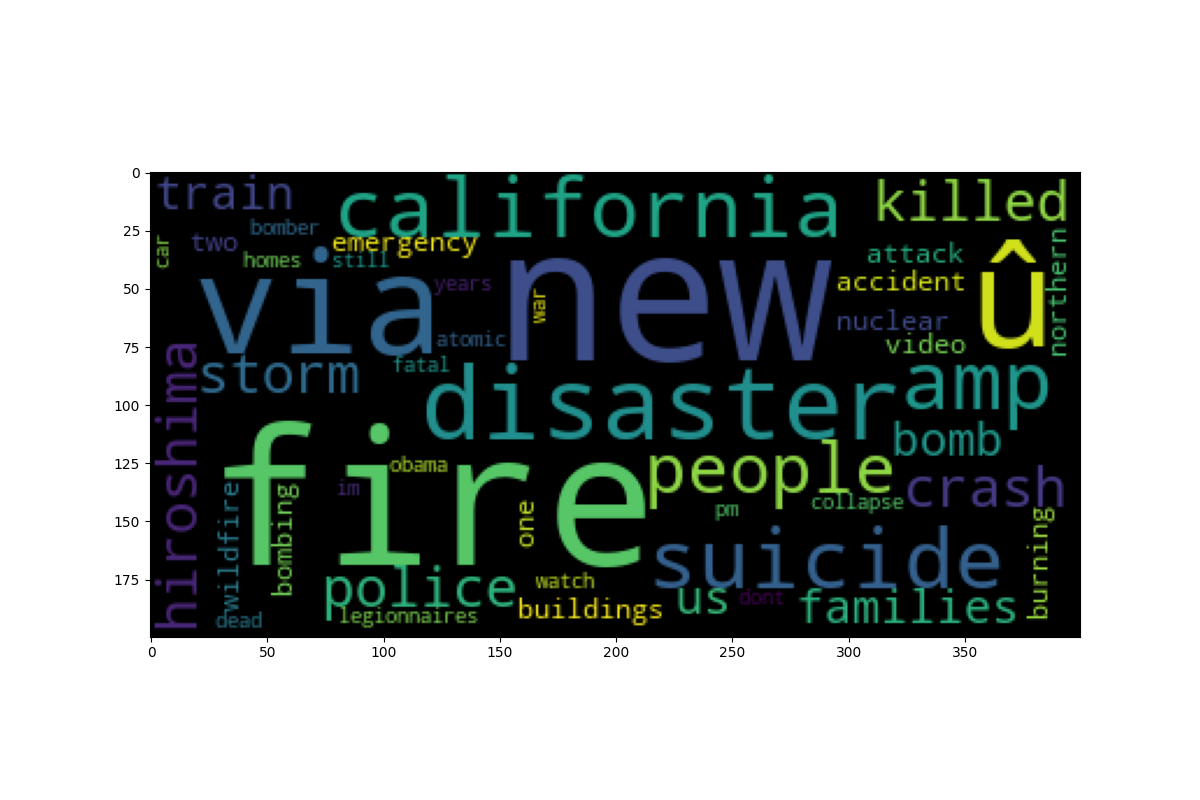 0
25
50
75
100
125
150
175
0 50 100 150 200 250 300 350
train
california
killed
bomber
two
emergency
car
homes
still
attack
northern
û
via
years
new
war
accident
nuclear
atomic
video
storm
fatal
disaster
amp
hiroshima
bomb
fire
obama
im
people
crash
collapse
pm
wildfire
bombing
one
burning
suicide
police
watch
us
dont
families
buildings
legionnaires
dead